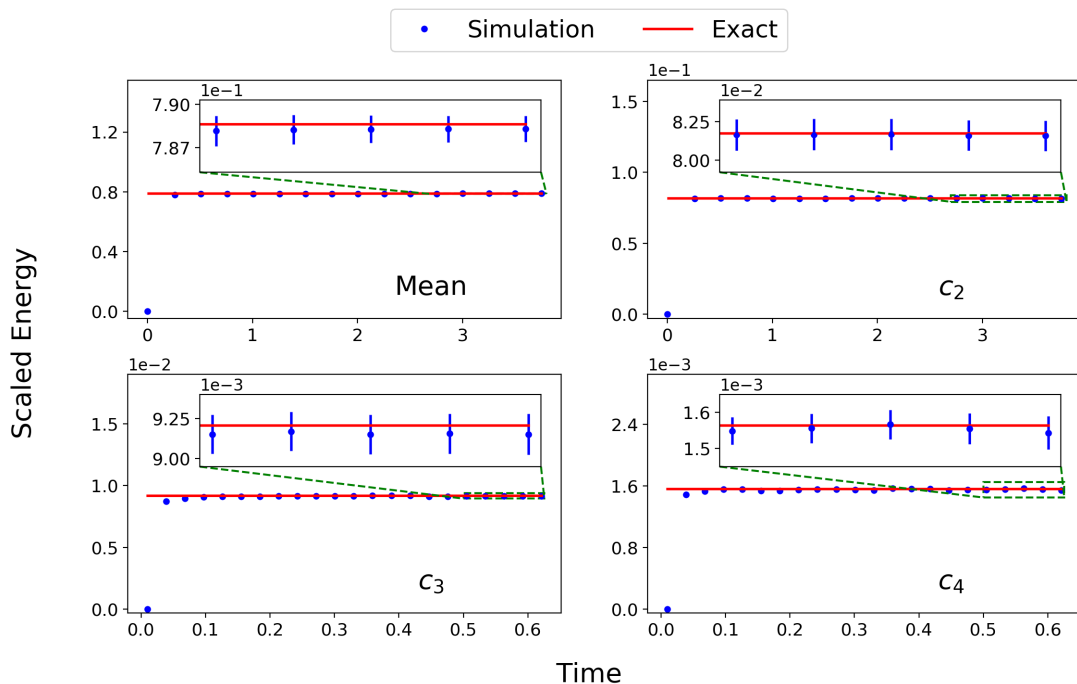 Simulation Exact
Scaled Energy
1e−1
7.90
7.87
1.2
0.8
0.4
0.0
Mean
0 1 2 3
1e−1
1e−2
8.25
8.00
1.5
1.0
0.5
0.0
c2
0 1 2 3
1e−2
1e−3
9.25
9.00
1.5
1.0
0.5
0.0
c3
0.0 0.1 0.2 0.3 0.4 0.5 0.6
1e−3
1e−3
1.6
1.5
2.4
1.6
0.8
0.0
c4
0.0 0.1 0.2 0.3 0.4 0.5 0.6
Time